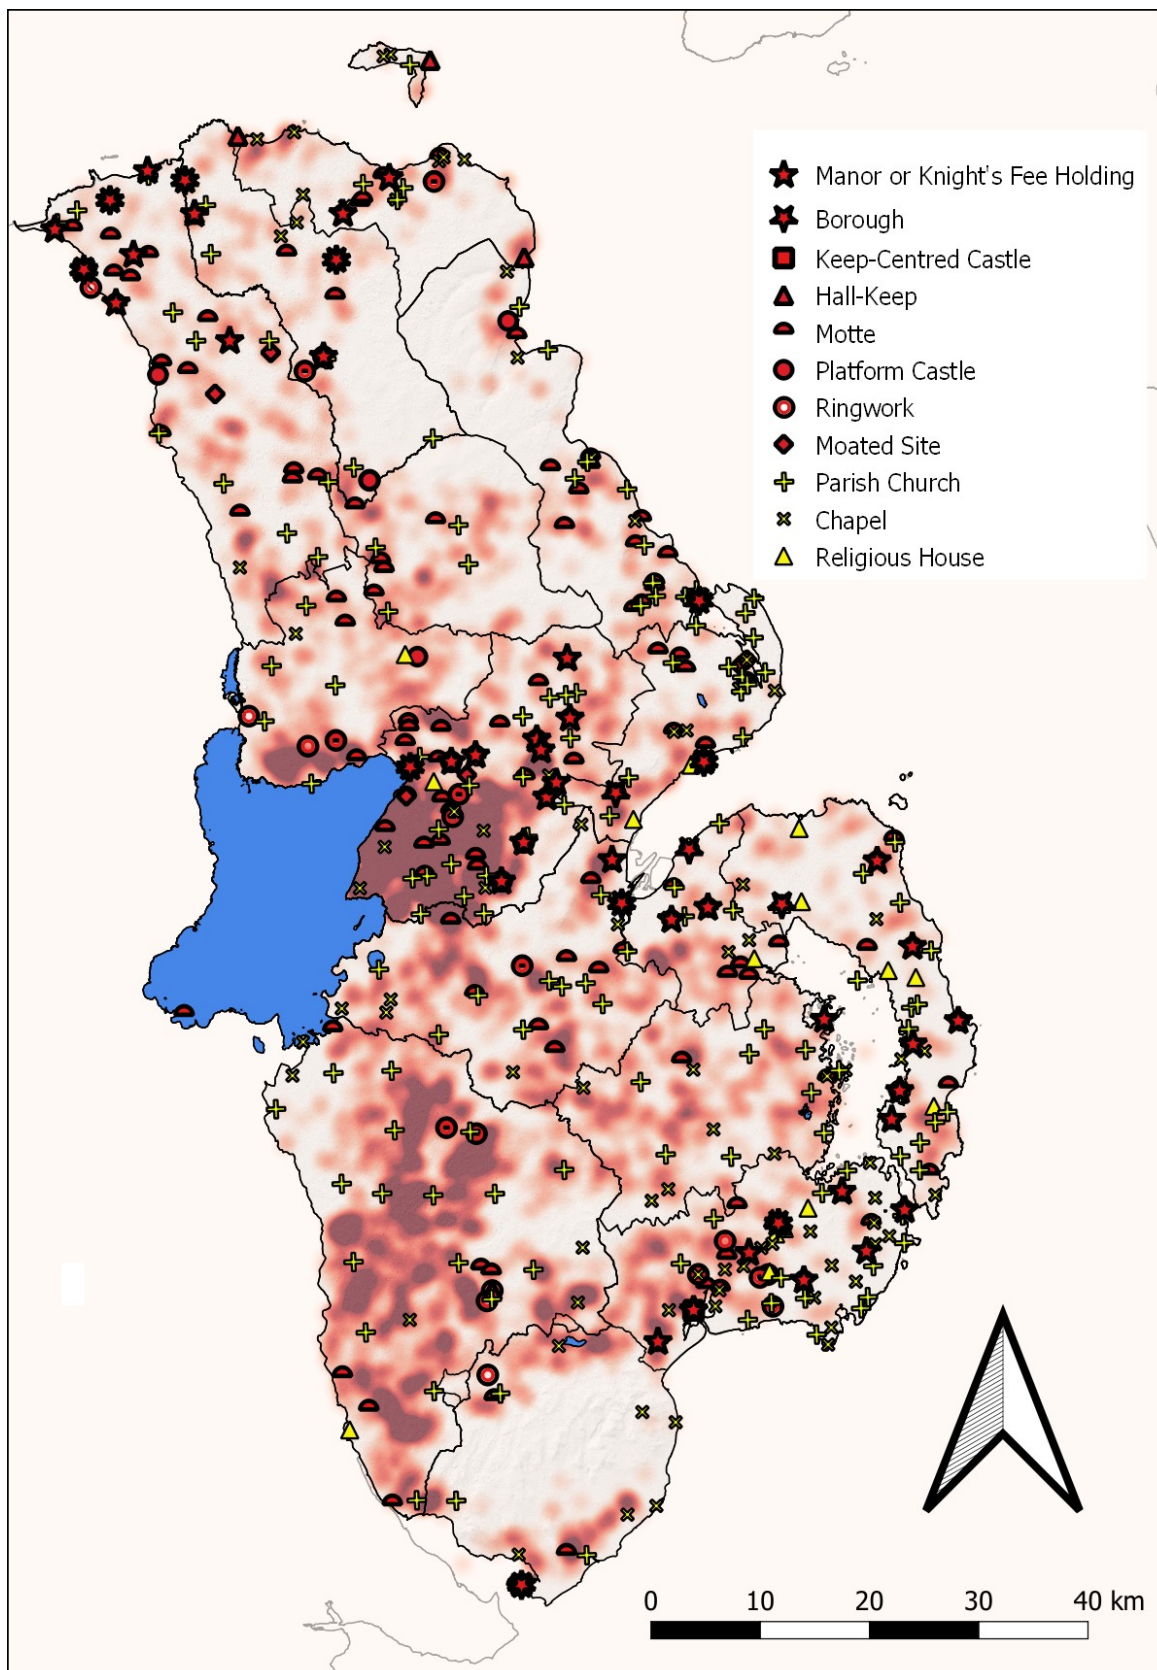 Manor or Knight's Fee Holding
Borough
Keep-Centred Castle
Hall-Keep
Motte
Platform Castle
Ringwork
Moated Site
Parish Church
Chapel
Religious House
0 10 20 30 40 km